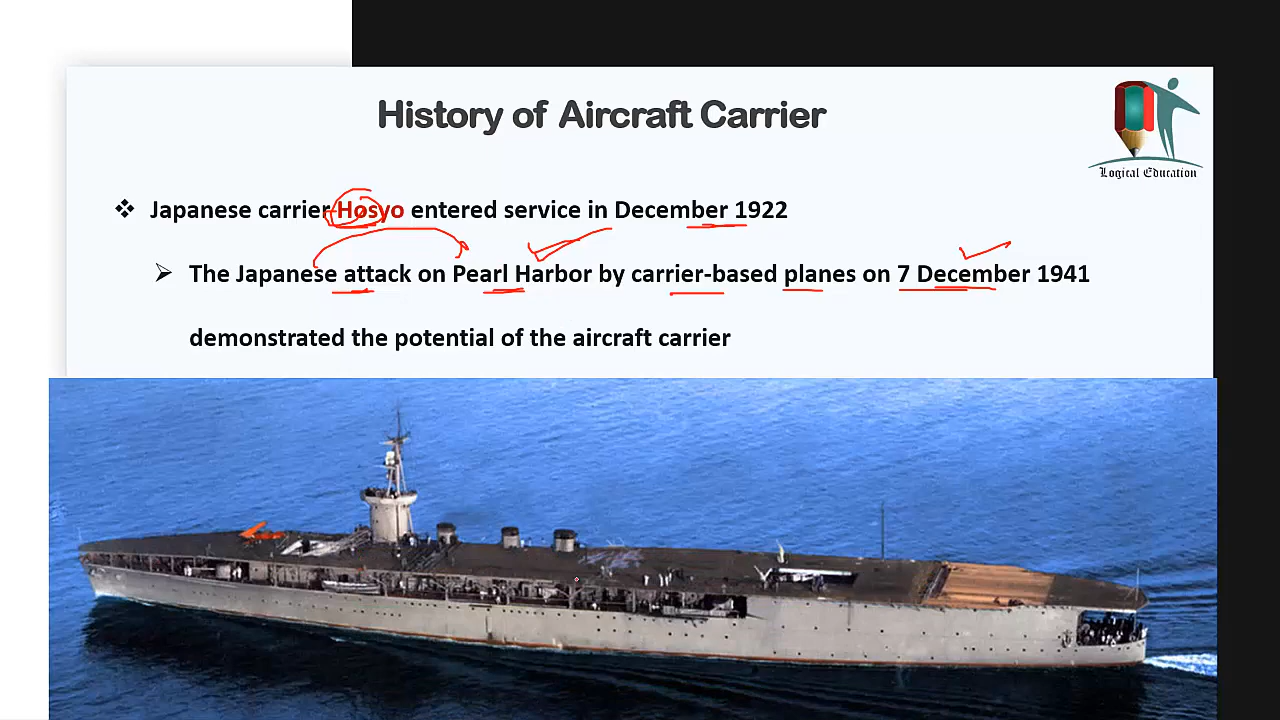 History of Aircraft Carrier
Logical Education
❖ Japanese carrier Hosyo entered service in December 1922
➢ The Japanese attack on Pearl Harbor by carrier-based planes on 7 December 1941
demonstrated the potential of the aircraft carrier